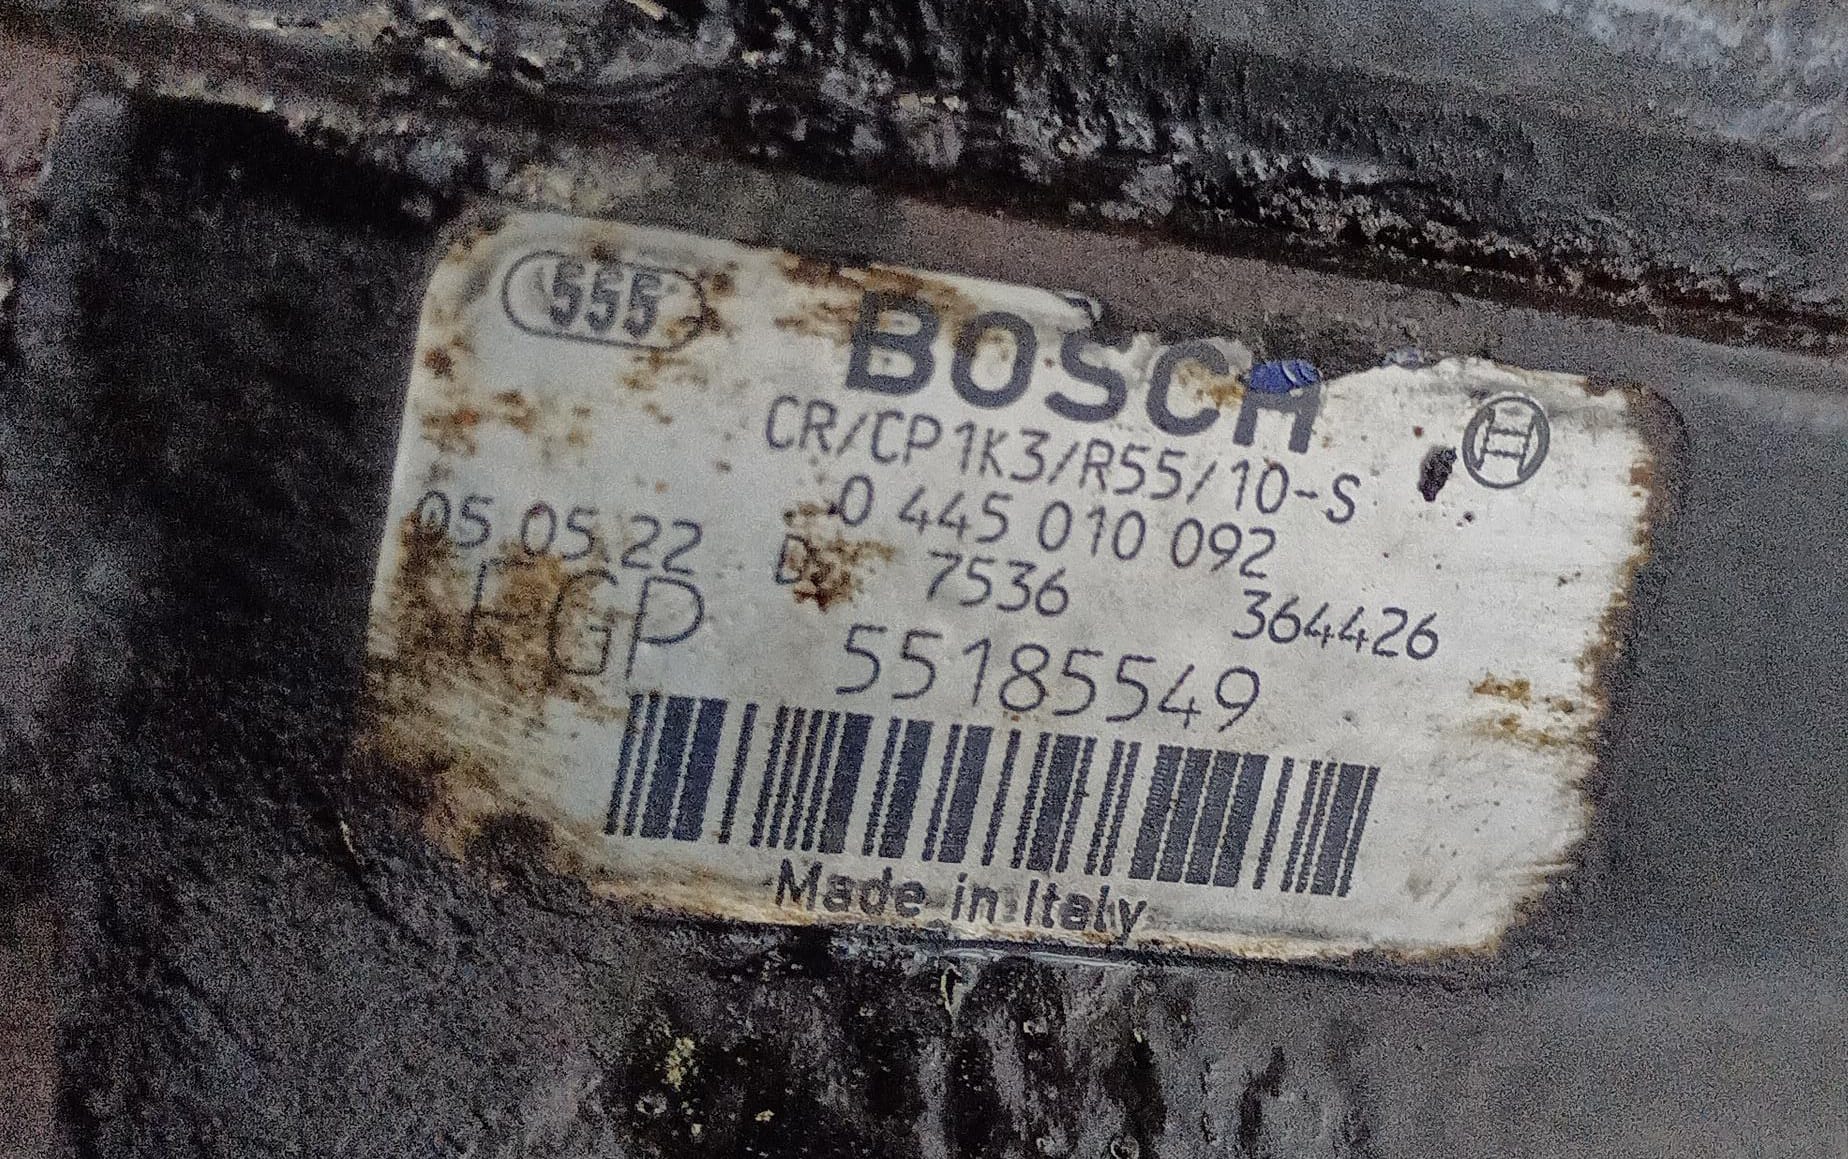 555
BOSCH
CR/CP1K3/R55/10-S
0 445 010 092
05.05.22
7536 364426
FGP 55185549
Made in Italy